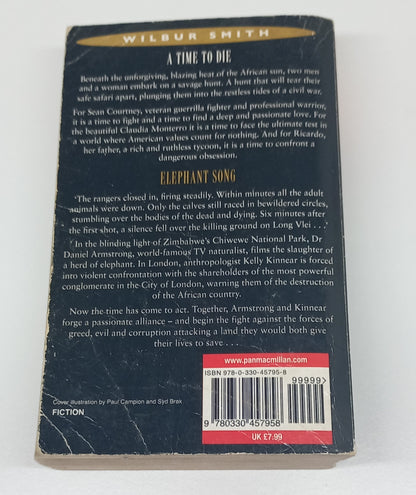 WILBUR SMITH
A TIME TO DIE
Beneath the unforgiving, blazing heat of the African sun, two men
and a woman embark on a savage hunt. A hunt that will tear their
safe safari apart, plunging them into the restless tides of a civil war.
For Sean Courtney, veteran guerrilla fighter and professional warrior,
it is a time to fight and a time to find a deep and passionate love. For
the beautiful Claudia Monterro it is a time to face the ultimate test in
a world where American values count for nothing. And for Ricardo,
her father, a rich and ruthless tycoon, it is a time to confront a
dangerous obsession.
ELEPHANT SONG
'The rangers closed in, firing steadily. Within minutes all the adult
animals were down. Only the calves still raced in bewildered circles,
stumbling over the bodies of the dead and dying. Six minutes after
the first shot, a silence fell over the killing ground on Long Vlei . . .'
In the blinding light of Zimbabwe's Chiwewe National Park, Dr
Daniel Armstrong, world-famous TV naturalist, films the slaughter of
a herd of elephant. In London, anthropologist Kelly Kinnear is forced
into violent confrontation with the shareholders of the most powerful
conglomerate in the City of London, warning them of the destruction
of the African country.
Now the time has come to act. Together, Armstrong and Kinnear
forge a passionate alliance – and begin the fight against the forces of
greed, evil and corruption attacking a land they would both give
their lives to save . . .
www.panmacmillan.com
ISBN 978-0-330-45795-8
99999>
9 780330 457958
UK £7.99
Cover illustration by Paul Campion and Syd Brak
FICTION